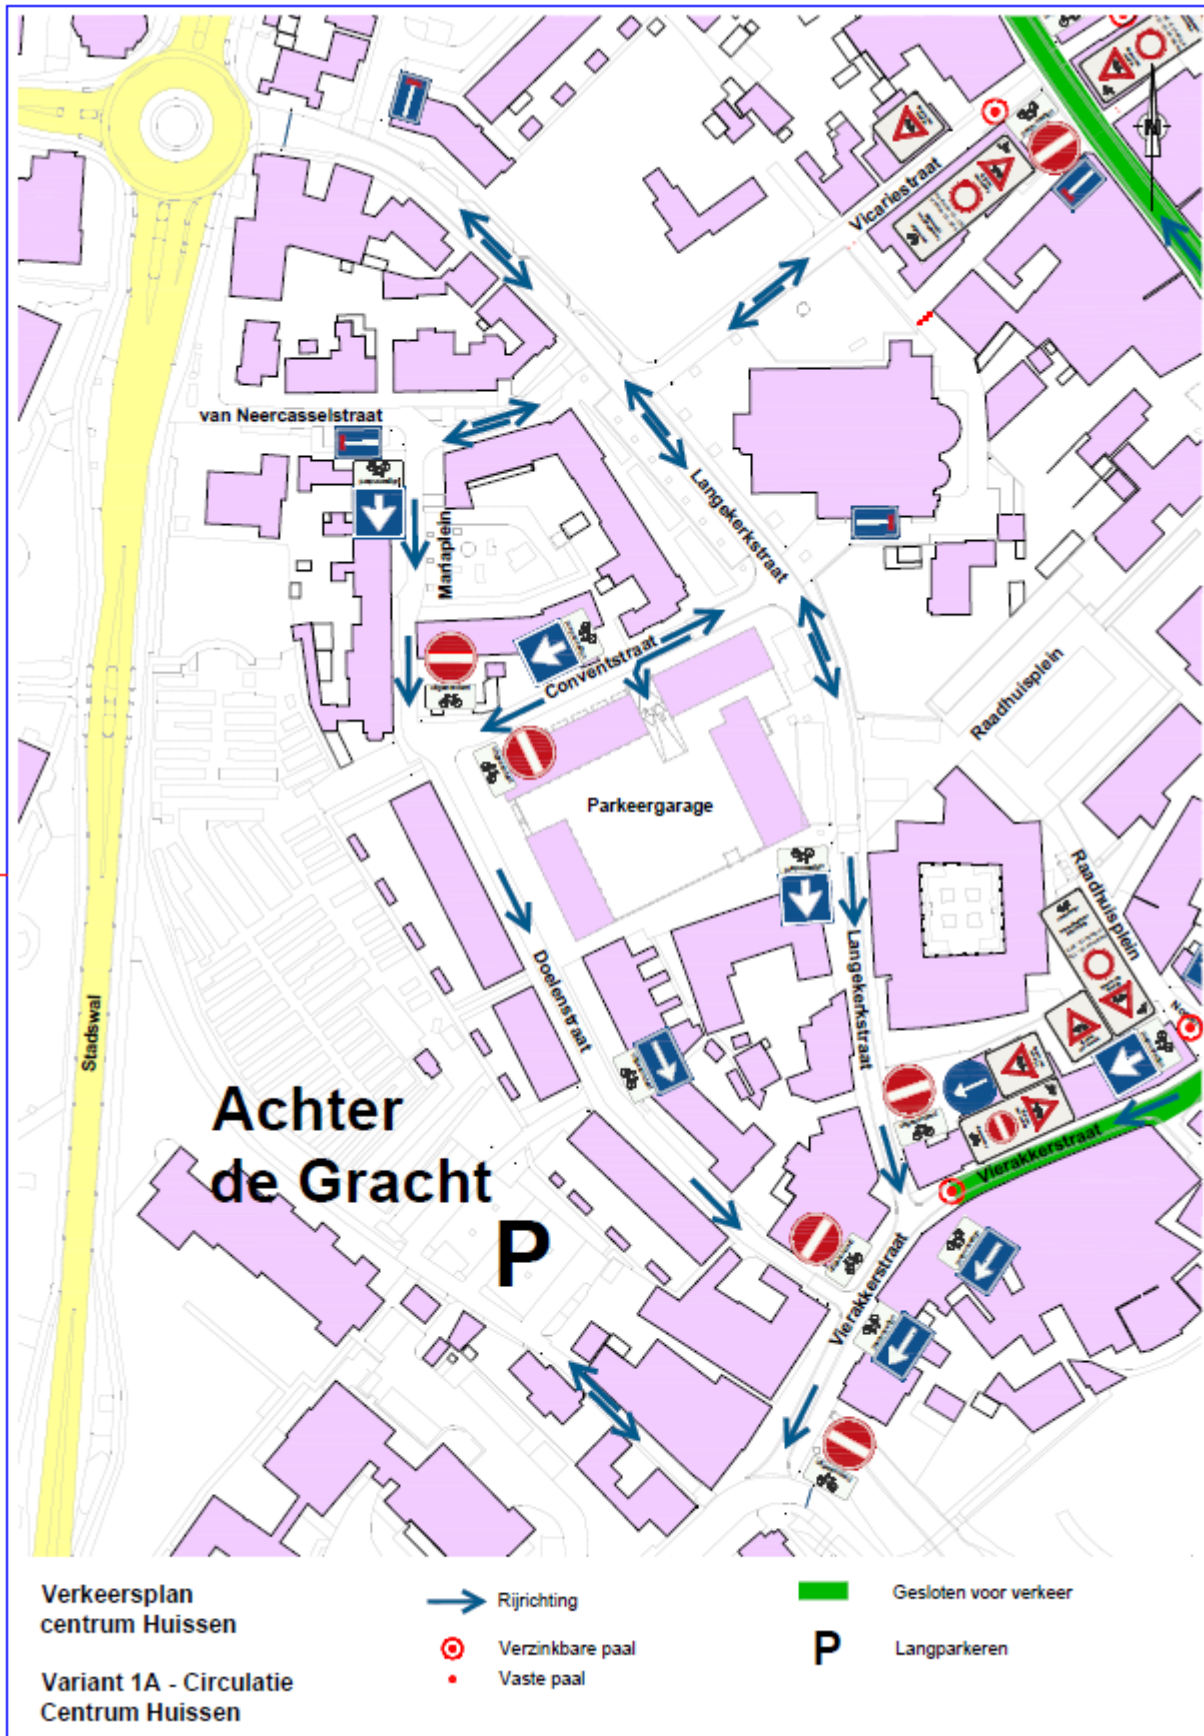 N
Vicariestraat
van Neercasselstraat
Langekerkstraat
Mariaplein
Conventstraat
Raadhuisplein
Parkeergarage
Raadhuisplein
Stadswal
Doelenstraat
Langekerkstraat
Achter
de Gracht
P
Vierakkerstraat
Vierakkerstraat
Verkeersplan
centrum Huissen
Variant 1A - Circulatie
Centrum Huissen
Rijrichting
Verzinkbare paal
Vaste paal
Gesloten voor verkeer
P
Langparkeren